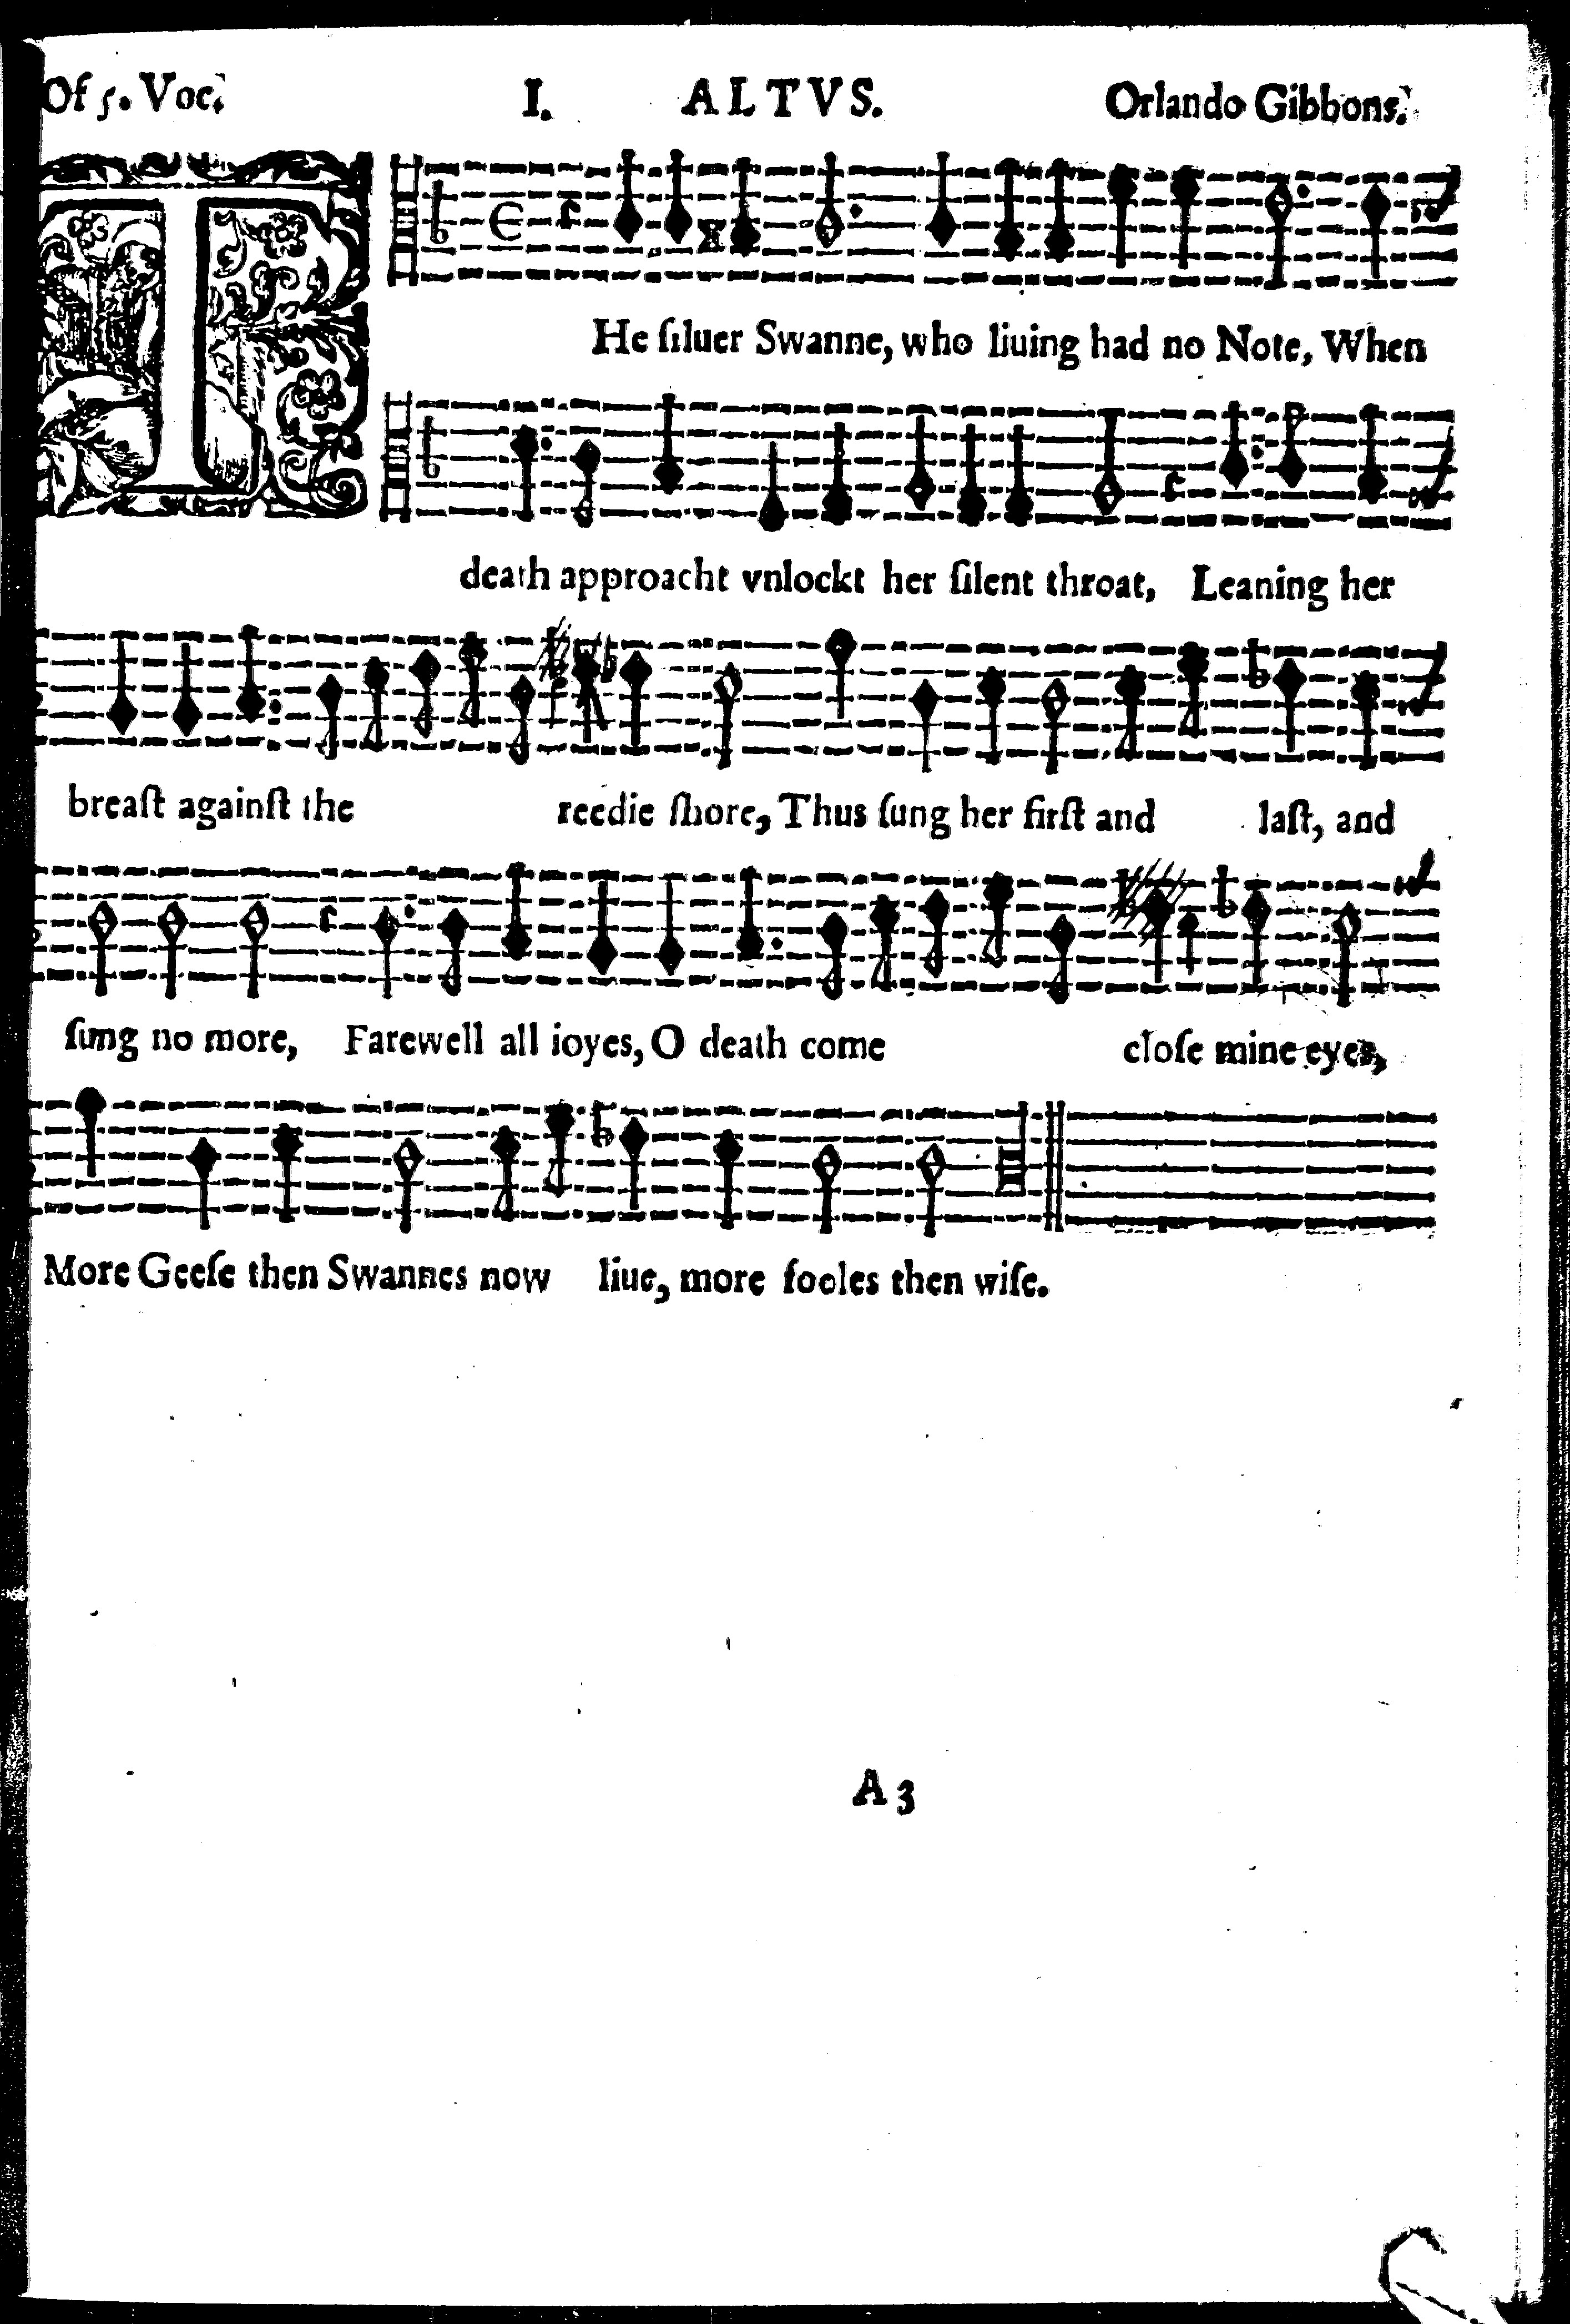 Of 5. Voc. I. ALTVS. Orlando Gibbons.
THe ſiluer Swanne, who liuing had no Note, When
death approacht vnlockt her ſilent throat, Leaning her
breaſt againſt the reedie ſhore, Thus ſung her firſt and laſt, and
ſung no more, Farewell all ioyes, O death come cloſe mine eyes,
More Geeſe then Swannes now liue, more fooles then wiſe.
A 3